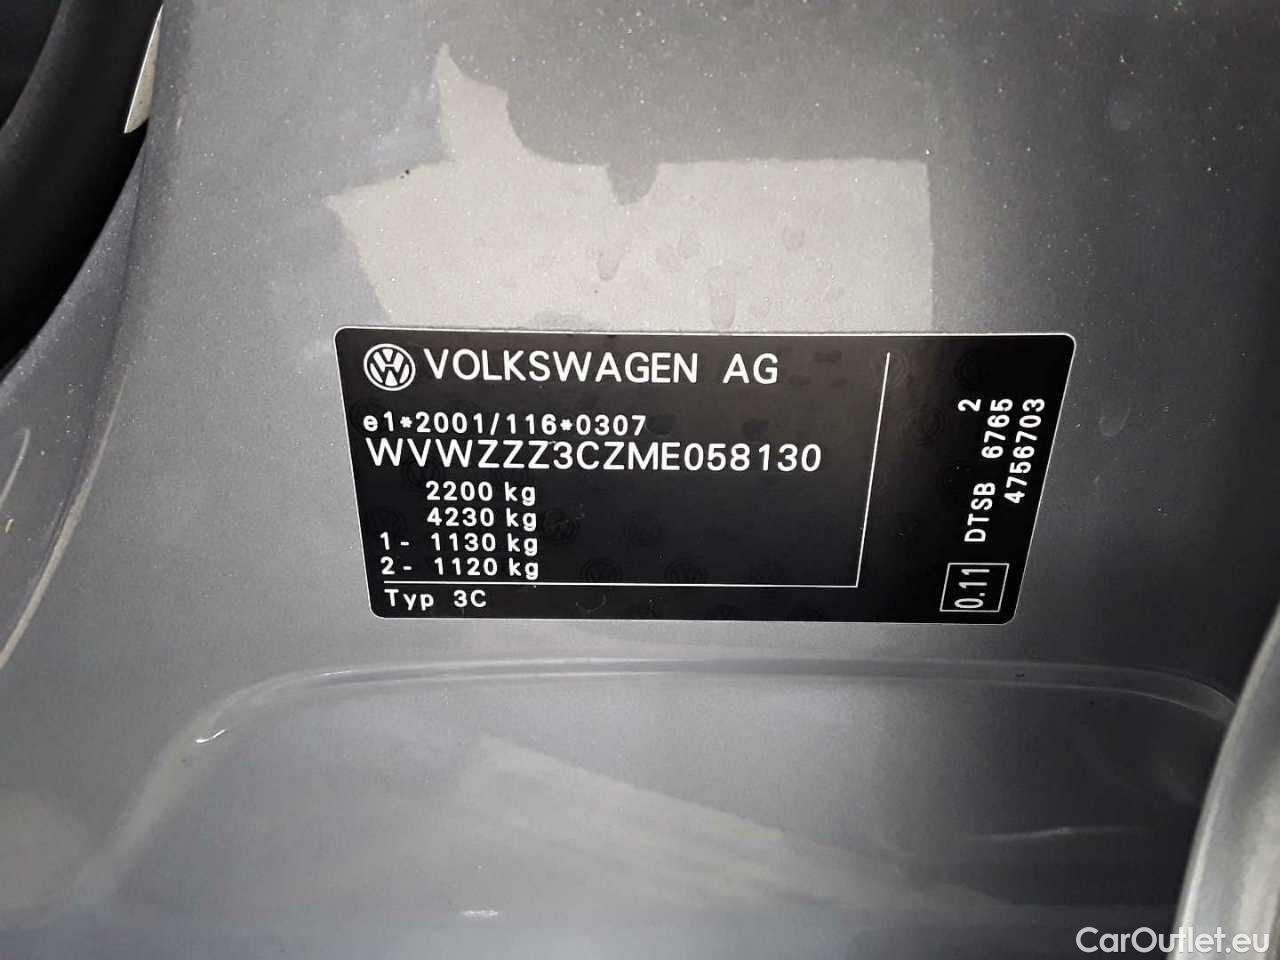 VOLKSWAGEN AG
e1*2001/116*0307
WVWZZZ3CZME058130
2200 kg
4230 kg
1- 1130 kg
2- 1120 kg
Typ 3C
2
DTSB 6765
4756703
0.11
CarOutlet.eu